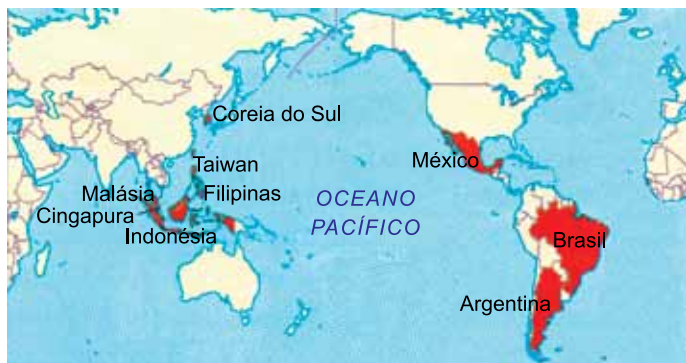 Coreia do Sul
Taiwan
México
Malásia
Filipinas
Cingapura
OCEANO
PACÍFICO
Indonésia
Brasil
Argentina